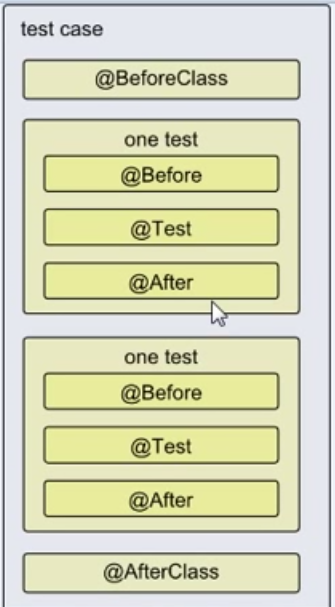 test case
@BeforeClass
one test
@Before
@Test
@After
one test
@Before
@Test
@After
@AfterClass